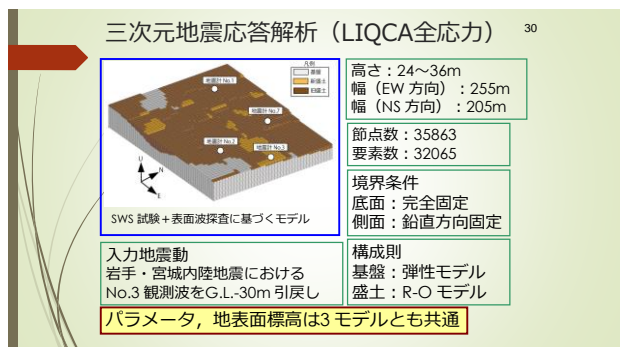 三次元地震応答解析（LIQCA全応力）
30
凡例
基盤
新盛土
旧盛土
地震計 No.1
地震計 No.7
地震計 No.2
地震計 No.3
U
N
E
SWS 試験＋表面波探査に基づくモデル
高さ：24～36m
幅（EW 方向）：255m
幅（NS 方向）：205m
節点数：35863
要素数：32065
境界条件
底面：完全固定
側面：鉛直方向固定
入力地震動
岩手・宮城内陸地震における
No.3 観測波をG.L.-30m 引戻し
構成則
基盤：弾性モデル
盛土：R-O モデル
パラメータ，地表面標高は3 モデルとも共通